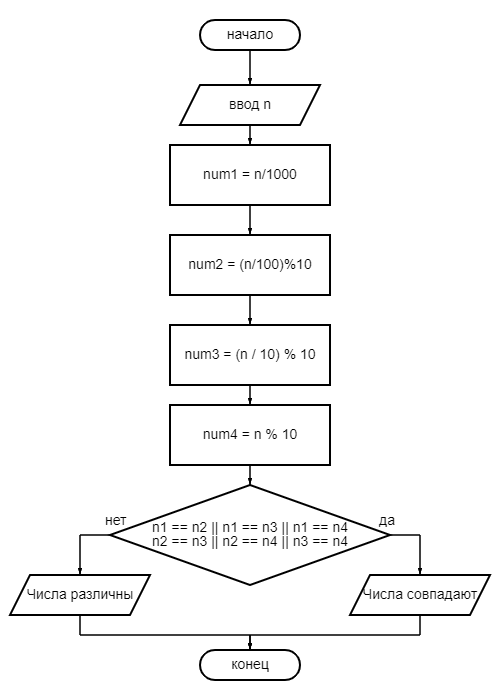 начало
ввод n
num1 = n/1000
num2 = (n/100)%10
num3 = (n / 10) % 10
num4 = n % 10
нет
да
n1 == n2 || n1 == n3 || n1 == n4
n2 == n3 || n2 == n4 || n3 == n4
Числа различны
Числа совпадают
конец